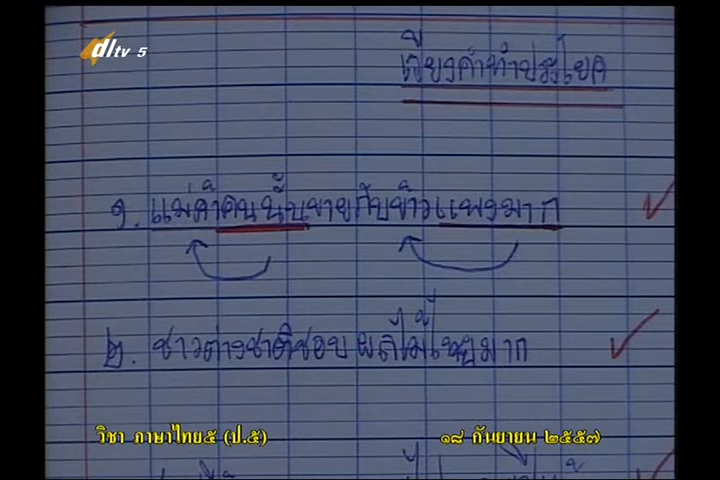 dltv 5
เรียงคำทำประโยค
๑. แม่ค้าคนนั้นขายกับข้าวแพงมาก
๒. ชาวต่างชาติชอบผลไม้ไทยมาก
วิชา ภาษาไทย๕ (ป.๕)
๑๘ กันยายน ๒๕๕๗